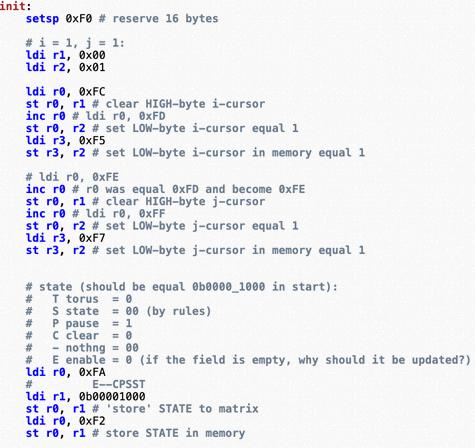 init:
setsp 0xF0 # reserve 16 bytes
# i = 1, j = 1:
ldi r1, 0x00
ldi r2, 0x01
ldi r0, 0xFC
st r0, r1 # clear HIGH-byte i-cursor
inc r0 # ldi r0, 0xFD
st r0, r2 # set LOW-byte i-cursor equal 1
ldi r3, 0xF5
st r3, r2 # set LOW-byte i-cursor in memory equal 1
# ldi r0, 0xFE
inc r0 # r0 was equal 0xFD and become 0xFE
st r0, r1 # clear HIGH-byte j-cursor
inc r0 # ldi r0, 0xFF
st r0, r2 # set LOW-byte j-cursor equal 1
ldi r3, 0xF7
st r3, r2 # set LOW-byte j-cursor in memory equal 1
# state (should be equal 0b0000_1000 in start):
#   T torus  = 0
#   S state  = 00 (by rules)
#   P pause  = 1
#   C clear  = 0
#   - nothng = 00
#   E enable = 0 (if the field is empty, why should it be updated?)
ldi r0, 0xFA
#        E--CPSST
ldi r1, 0b00001000
st r0, r1 # 'store' STATE to matrix
ldi r0, 0xF2
st r0, r1 # store STATE in memory